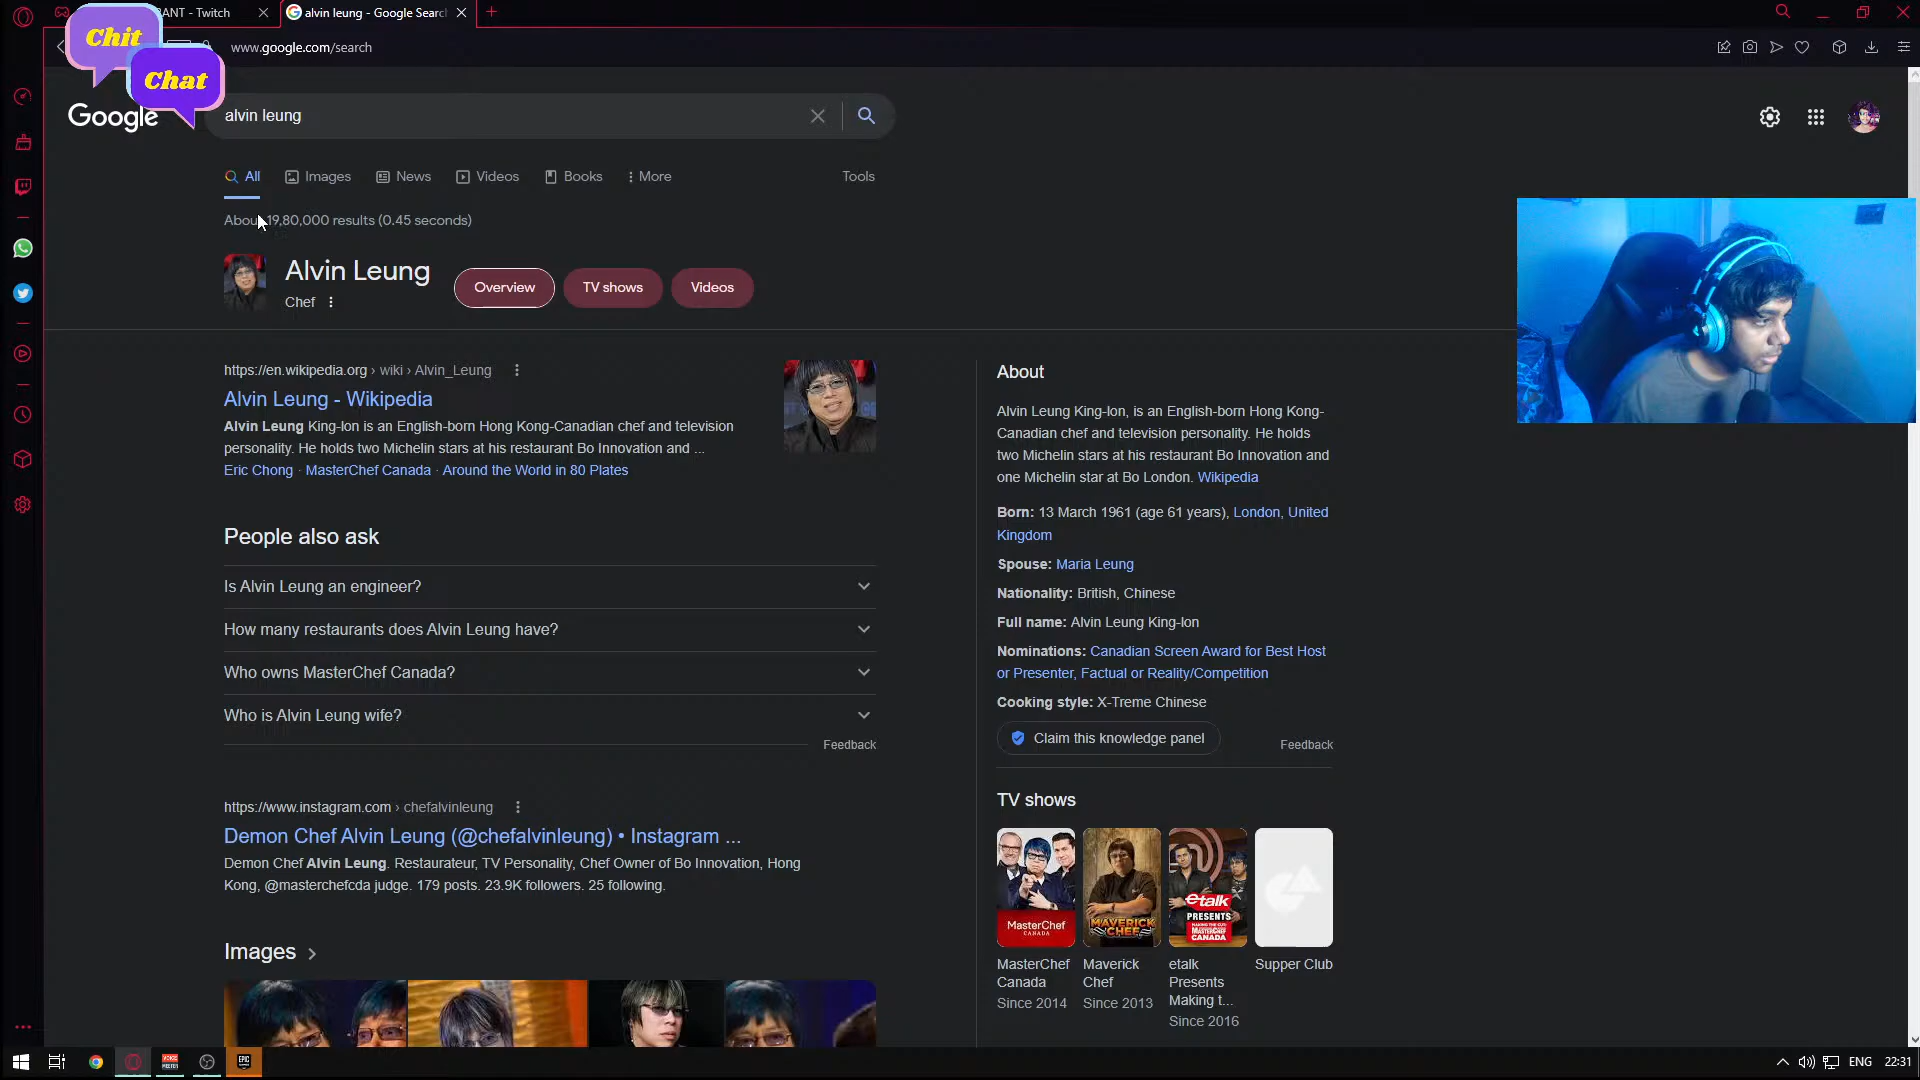 RANT - Twitch
alvin leung - Google Searc
www.google.com/search
Chit
Chat
Google
alvin leung
All
Images
News
Videos
Books
More
Tools
About 19,80,000 results (0.45 seconds)
Alvin Leung
Chef
Overview
TV shows
Videos
https://en.wikipedia.org › wiki › Alvin_Leung
Alvin Leung - Wikipedia
Alvin Leung King-lon is an English-born Hong Kong-Canadian chef and television
personality. He holds two Michelin stars at his restaurant Bo Innovation and ...
Eric Chong · MasterChef Canada · Around the World in 80 Plates
People also ask
Is Alvin Leung an engineer?
How many restaurants does Alvin Leung have?
Who owns MasterChef Canada?
Who is Alvin Leung wife?
Feedback
https://www.instagram.com › chefalvinleung
Demon Chef Alvin Leung (@chefalvinleung) • Instagram ...
Demon Chef Alvin Leung. Restaurateur, TV Personality, Chef Owner of Bo Innovation, Hong
Kong, @masterchefcda judge. 179 posts. 23.9K followers. 25 following.
Images
About
Alvin Leung King-lon, is an English-born Hong Kong-
Canadian chef and television personality. He holds
two Michelin stars at his restaurant Bo Innovation and
one Michelin star at Bo London. Wikipedia
Born: 13 March 1961 (age 61 years), London, United
Kingdom
Spouse: Maria Leung
Nationality: British, Chinese
Full name: Alvin Leung King-lon
Nominations: Canadian Screen Award for Best Host
or Presenter, Factual or Reality/Competition
Cooking style: X-Treme Chinese
Claim this knowledge panel
Feedback
TV shows
MasterChef
CANADA
MAVERICK
CHEF
etalk
PRESENTS
MAKING THE CUT:
MASTERCHEF
CANADA
MasterChef
Canada
Since 2014
Maverick
Chef
Since 2013
etalk
Presents
Making t...
Since 2016
Supper Club
VOICE
MEETER
EPIC
ENG
22:31